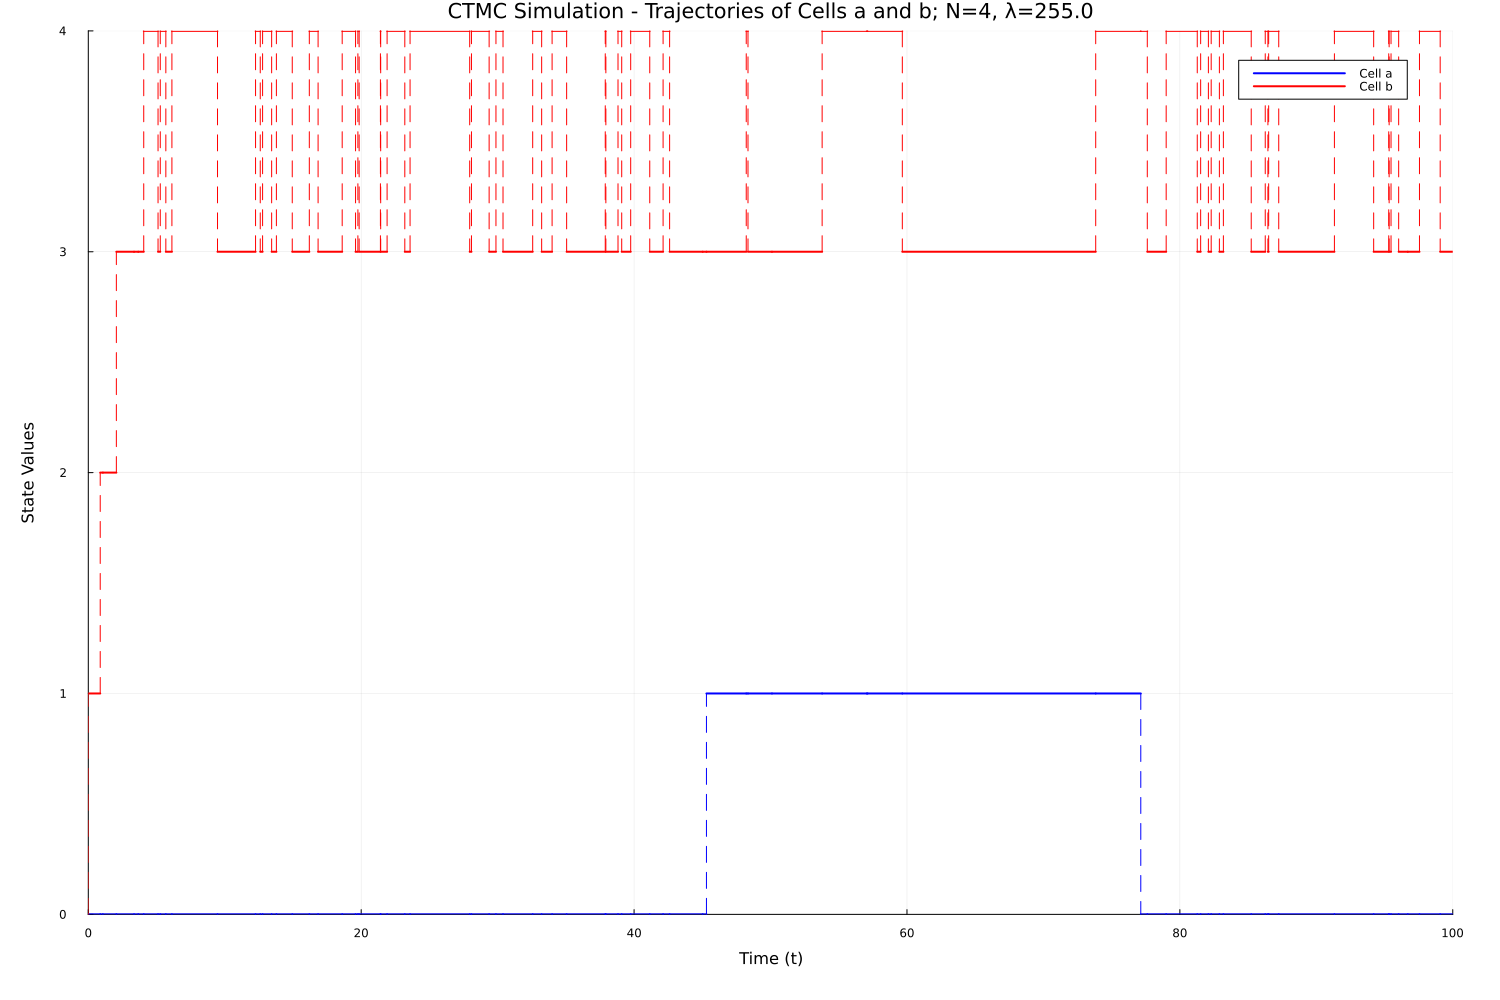 CTMC Simulation - Trajectories of Cells a and b; N=4, λ=255.0
4
Cell a
Cell b
3
State Values
2
1
0
0 20 40 60 80 100
Time (t)